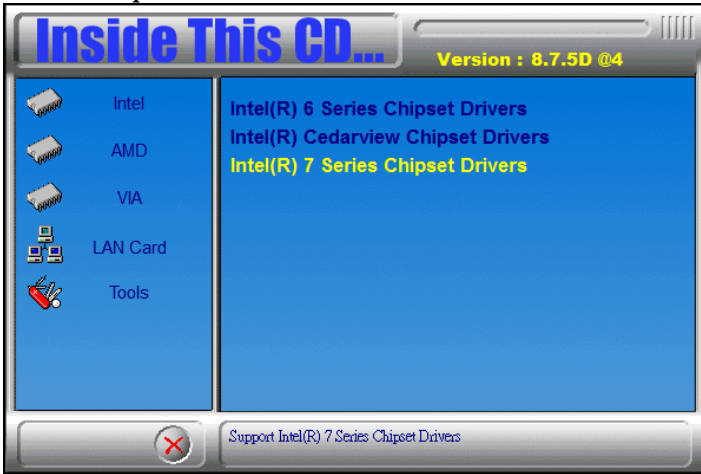 Inside This CD...
Version : 8.7.5D @4
Intel
AMD
VIA
LAN Card
Tools
Intel(R) 6 Series Chipset Drivers
Intel(R) Cedarview Chipset Drivers
Intel(R) 7 Series Chipset Drivers
Support Intel(R) 7 Series Chipset Drivers